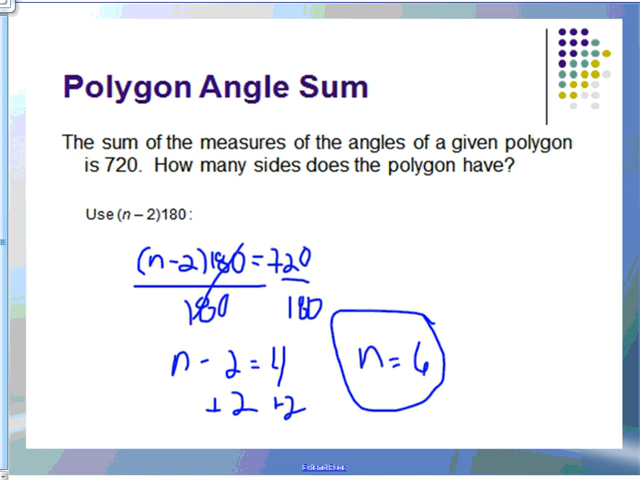 Polygon Angle Sum
The sum of the measures of the angles of a given polygon
is 720. How many sides does the polygon have?
Use (n – 2)180 :
(n-2)180 = 720
180 180
n - 2 = 4
+2 +2
n = 6